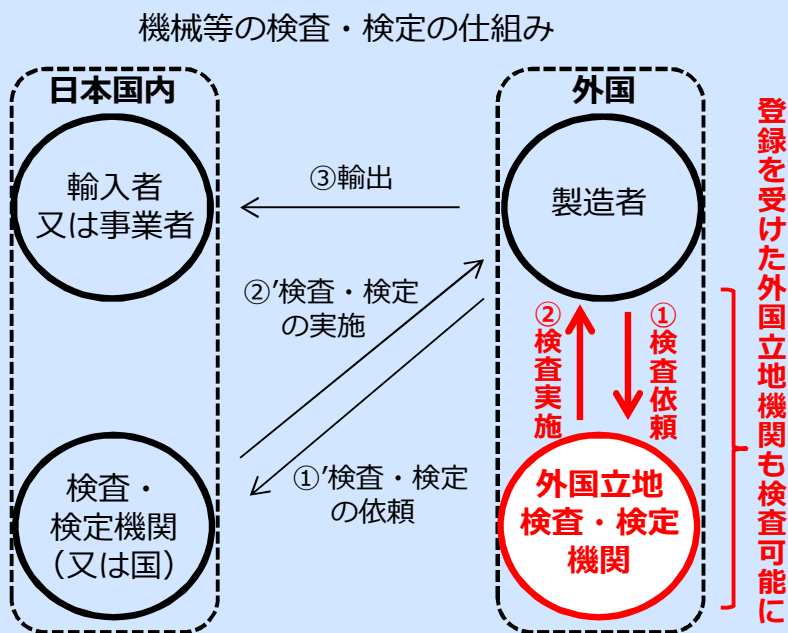 機械等の検査・検定の仕組み
日本国内
輸入者
又は事業者
外国
製造者
③輸出
②’検査・検定
の実施
①’検査・検定
の依頼
②検査実施
①検査依頼
検査・
検定機関
（又は国）
外国立地
検査・検定
機関
登録を受けた外国立地機関も検査可能に